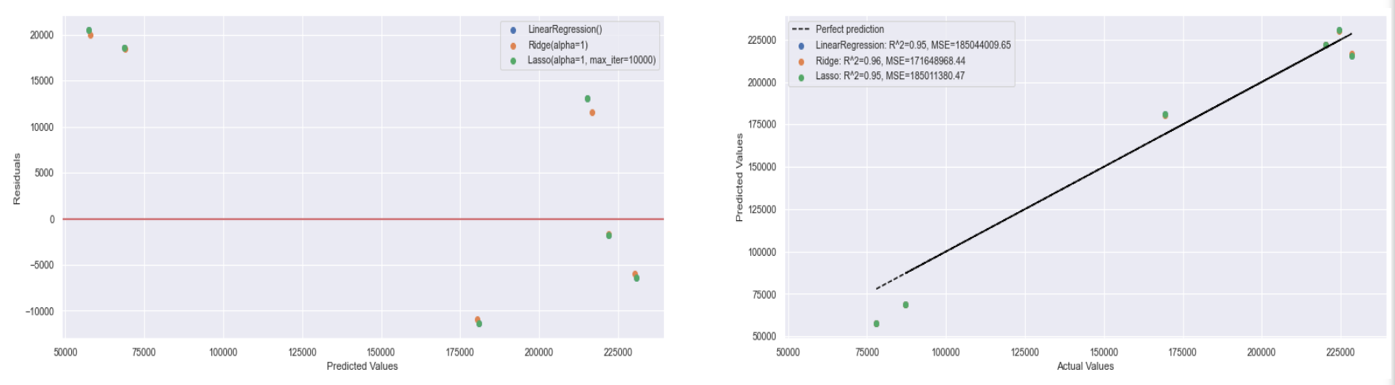 20000
15000
10000
5000
0
−5000
−10000
Residuals
50000 75000 100000 125000 150000 175000 200000 225000
Predicted Values
LinearRegression()
Ridge(alpha=1)
Lasso(alpha=1, max_iter=10000)
225000
200000
175000
150000
125000
100000
75000
50000
Predicted Values
50000 75000 100000 125000 150000 175000 200000 225000
Actual Values
Perfect prediction
LinearRegression: R^2=0.95, MSE=185044009.65
Ridge: R^2=0.96, MSE=171648968.44
Lasso: R^2=0.95, MSE=185011380.47